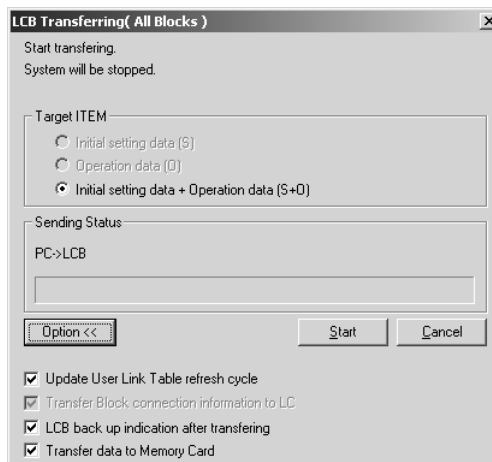 LCB Transferring( All Blocks )
Start transfering.
System will be stopped.
Target ITEM
Initial setting data (S)
Operation data (O)
Initial setting data + Operation data (S+O)
Sending Status
PC->LCB
Option <<
Start
Cancel
Update User Link Table refresh cycle
Transfer Block connection information to LC
LCB back up indication after transfering
Transfer data to Memory Card